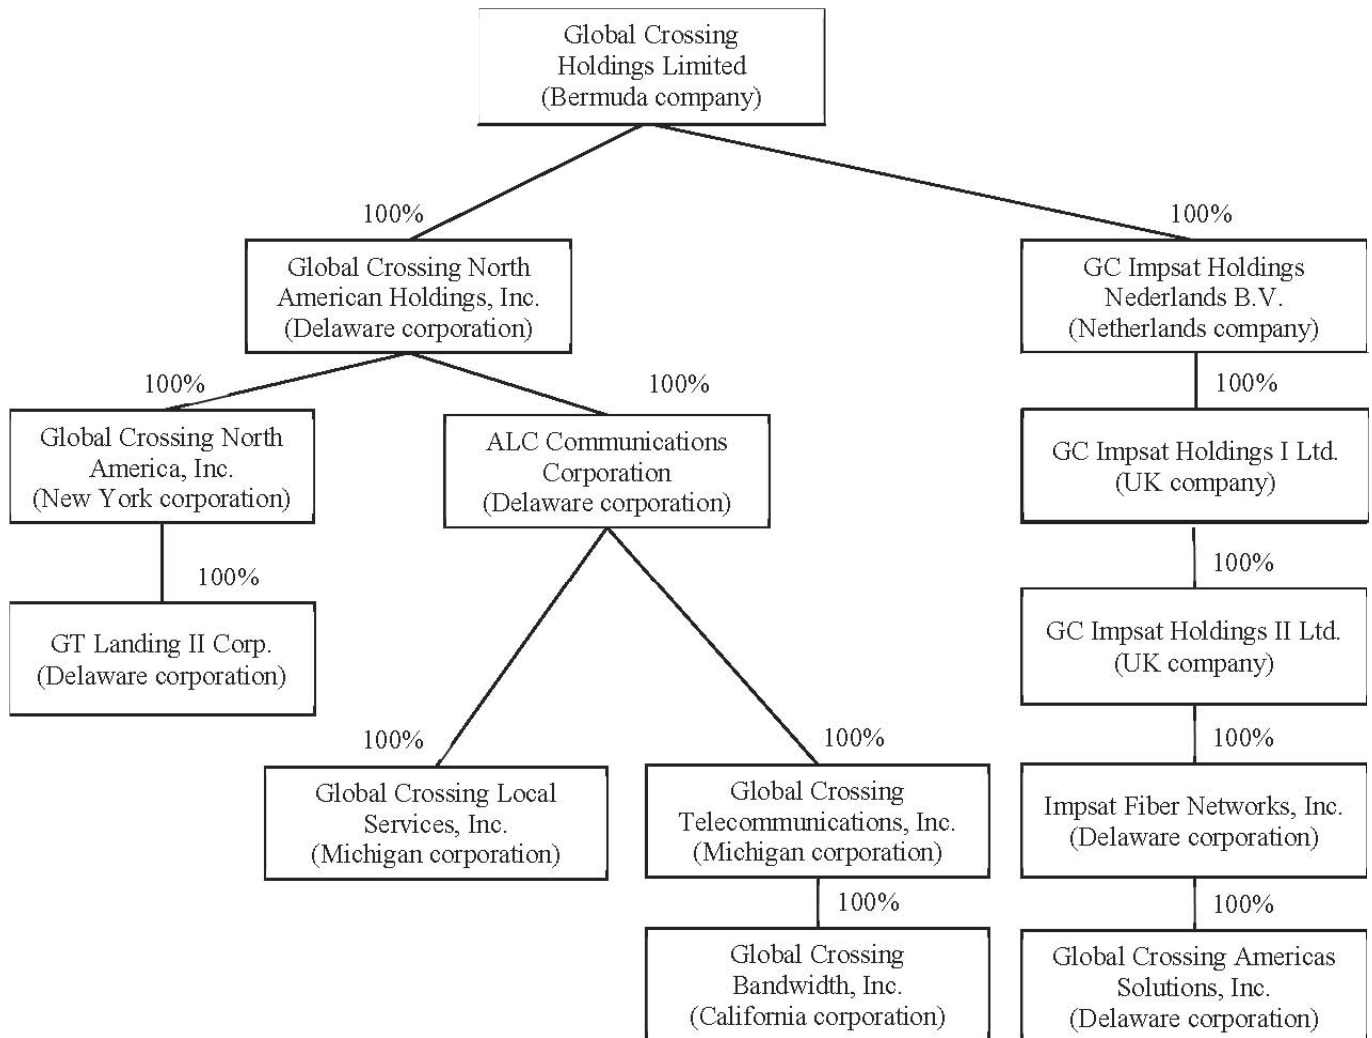 Global Crossing
Holdings Limited
(Bermuda company)
100%
100%
Global Crossing North
American Holdings, Inc.
(Delaware corporation)
GC Impsat Holdings
Nederlands B.V.
(Netherlands company)
100%
100%
100%
Global Crossing North
America, Inc.
(New York corporation)
ALC Communications
Corporation
(Delaware corporation)
GC Impsat Holdings I Ltd.
(UK company)
100%
100%
GT Landing II Corp.
(Delaware corporation)
GC Impsat Holdings II Ltd.
(UK company)
100%
100%
100%
Global Crossing Local
Services, Inc.
(Michigan corporation)
Global Crossing
Telecommunications, Inc.
(Michigan corporation)
Impsat Fiber Networks, Inc.
(Delaware corporation)
100%
100%
Global Crossing
Bandwidth, Inc.
(California corporation)
Global Crossing Americas
Solutions, Inc.
(Delaware corporation)